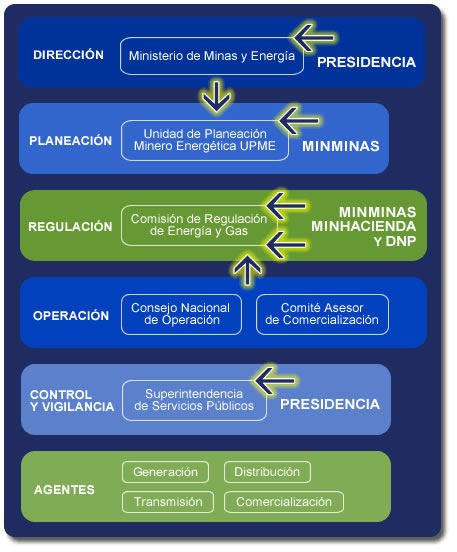 DIRECCIÓN
Ministerio de Minas y Energía
PRESIDENCIA
PLANEACIÓN
Unidad de Planeación
Minero Energética UPME
MINMINAS
REGULACIÓN
Comisión de Regulación
de Energía y Gas
MINMINAS
MINHACIENDA
Y DNP
OPERACIÓN
Consejo Nacional
de Operación
Comité Asesor
de Comercialización
CONTROL
Y VIGILANCIA
Superintendencia
de Servicios Públicos
PRESIDENCIA
AGENTES
Generación
Distribución
Transmisión
Comercialización